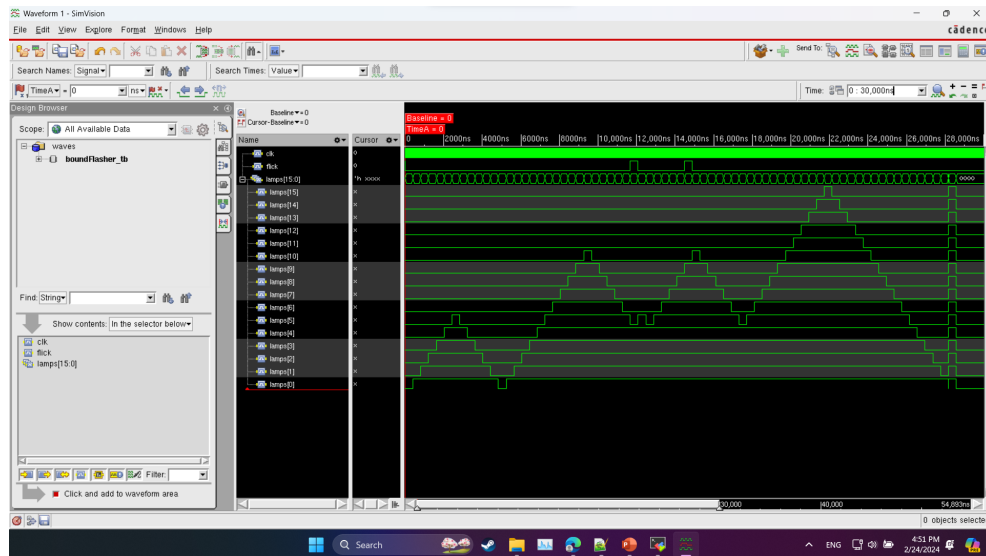 Waveform 1 - SimVision
File Edit View Explore Format Windows Help
cādence
Send To:
Search Names: Signal
Search Times: Value
TimeA = 0
ns
Time: 0 : 30,000ns
Design Browser
Baseline = 0
Cursor-Baseline = 0
Baseline = 0
TimeA = 0
Scope: All Available Data
Name
Cursor
0 2000ns 4000ns 6000ns 8000ns 10,000ns 12,000ns 14,000ns 16,000ns 18,000ns 20,000ns 22,000ns 24,000ns 26,000ns 28,000ns
waves
boundFlasher_tb
clk 0
flick 0
lamps[15:0] 'h xxxx 0000
lamps[15] x
lamps[14] x
lamps[13] x
lamps[12] x
lamps[11] x
lamps[10] x
lamps[9] x
lamps[8] x
lamps[7] x
lamps[6] x
lamps[5] x
lamps[4] x
lamps[3] x
lamps[2] x
lamps[1] x
lamps[0] x
Find: String
Show contents: In the selector below
clk
flick
lamps[15:0]
Filter:
Click and add to waveform area
30,000 40,000 54,893ns
0 objects selecte
Search
ENG
4:51 PM
2/24/2024